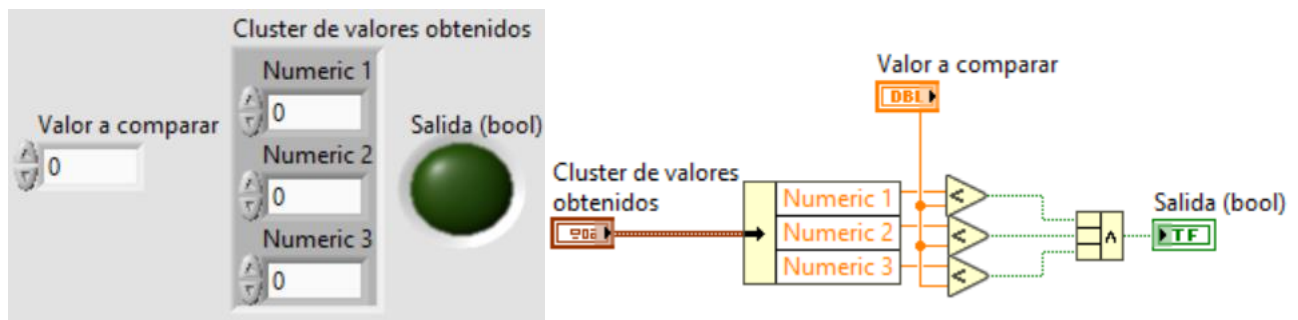 Cluster de valores obtenidos
Numeric 1
0
Valor a comparar
0
Numeric 2
0
Numeric 3
0
Salida (bool)
Valor a comparar
DBL
Cluster de valores
obtenidos
Numeric 1
Numeric 2
Numeric 3
<
<
<
∧
Salida (bool)
TF